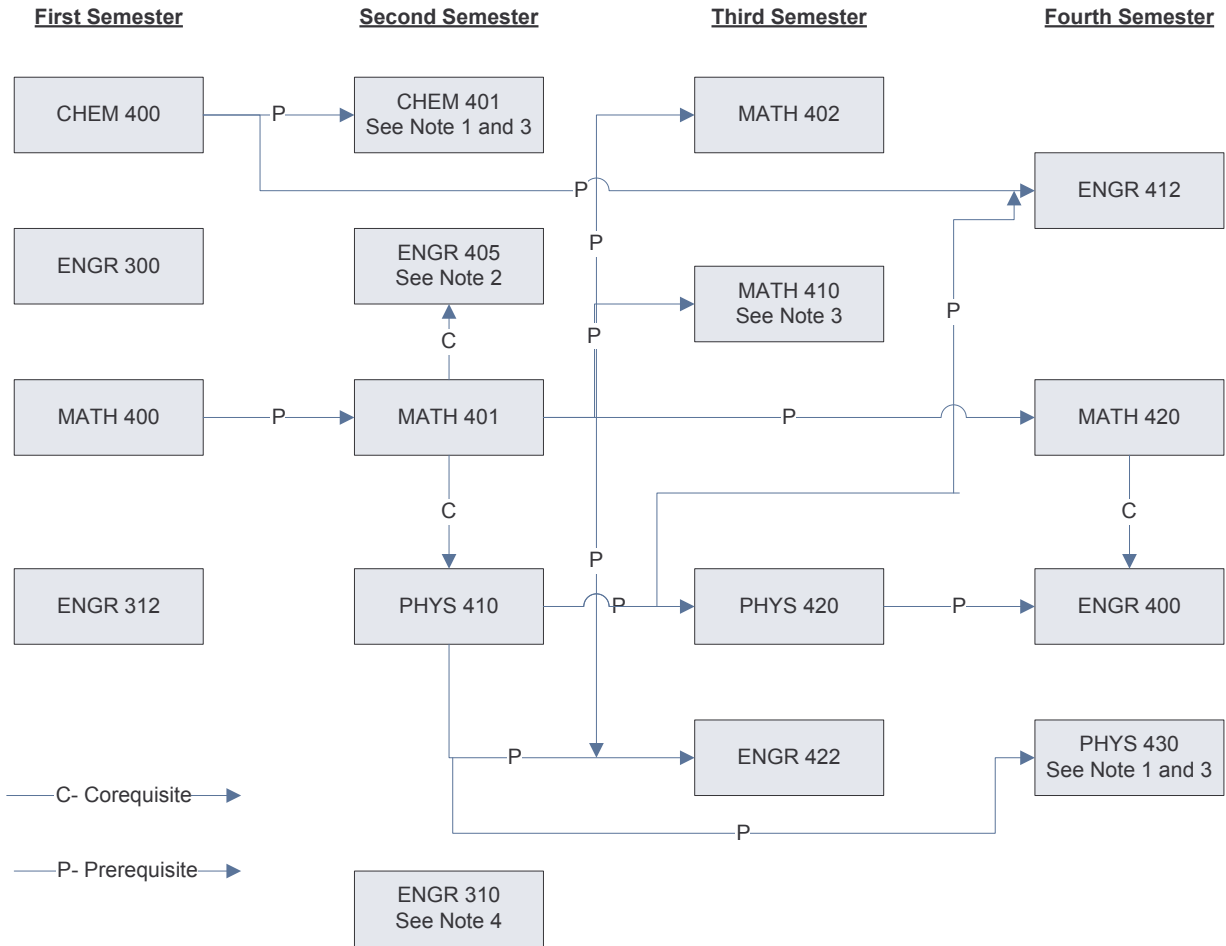 First Semester
Second Semester
Third Semester
Fourth Semester
CHEM 400
P
CHEM 401
See Note 1 and 3
MATH 402
P
ENGR 412
ENGR 300
ENGR 405
See Note 2
P
MATH 410
See Note 3
P
P
C
MATH 400
P
MATH 401
P
MATH 420
C
C
P
ENGR 312
PHYS 410
P
PHYS 420
P
ENGR 400
P
ENGR 422
PHYS 430
See Note 1 and 3
C- Corequisite
P
P- Prerequisite
ENGR 310
See Note 4